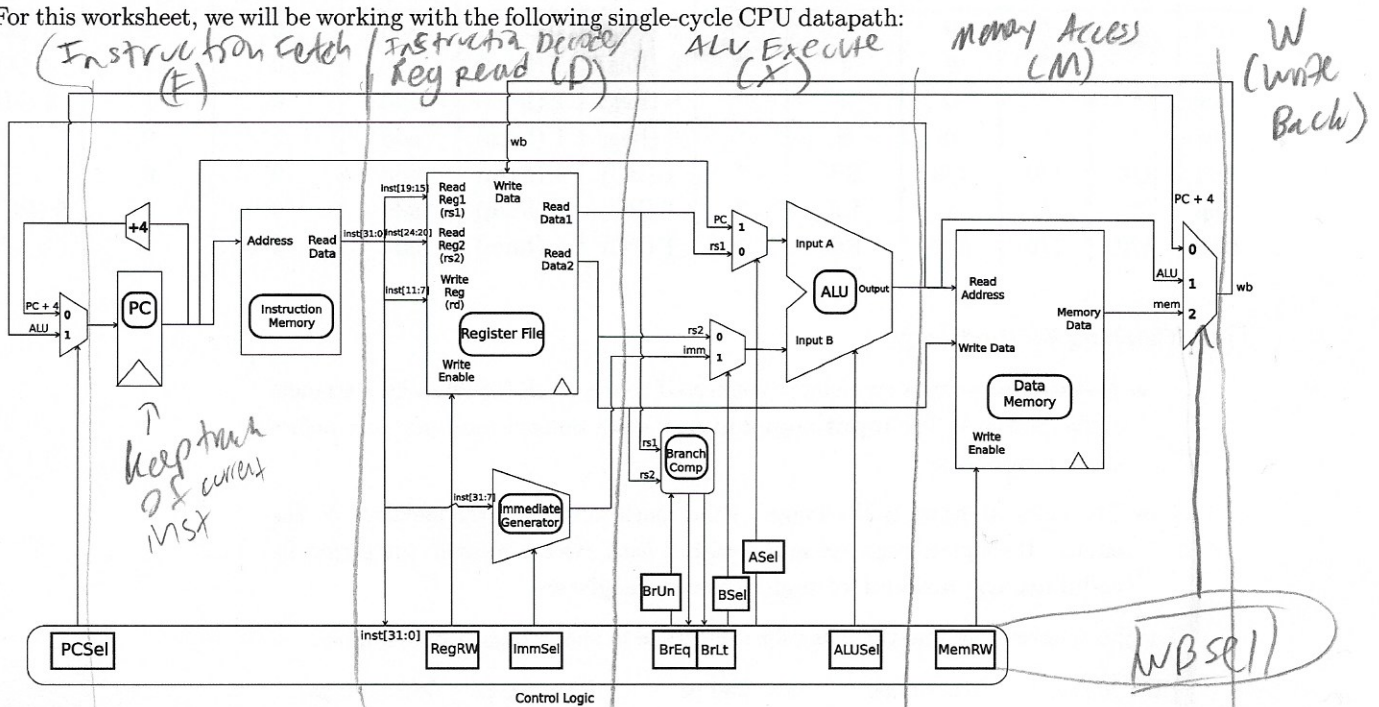 For this worksheet, we will be working with the following single-cycle CPU datapath:
Instruction Fetch
(F)
Instructin Decode/
Reg read (D)
ALU Execute
(X)
Memory Access
(M)
W
(Write
Back)
wb
PC + 4
+4
PC + 4
0
ALU
1
PC
Address
Read
Data
Instruction
Memory
inst[31:0]
Inst[19:15]
inst[24:20]
inst[11:7]
Read
Reg1
(rs1)
Write
Data
Read
Reg2
(rs2)
Write
Reg
(rd)
Read
Data1
Read
Data2
Register File
Write
Enable
PC
1
rs1
0
rs2
0
imm
1
Input A
ALU
Output
Input B
Read
Address
Memory
Data
Write Data
Data
Memory
Write
Enable
0
ALU
1
mem
2
wb
↑
Keep track
of current
inst
inst[31:7]
Immediate
Generator
rs1
rs2
Branch
Comp
ASel
BrUn
BSel
PCSel
inst[31:0]
RegRW
ImmSel
BrEq
BrLt
ALUSel
MemRW
WBsel
Control Logic